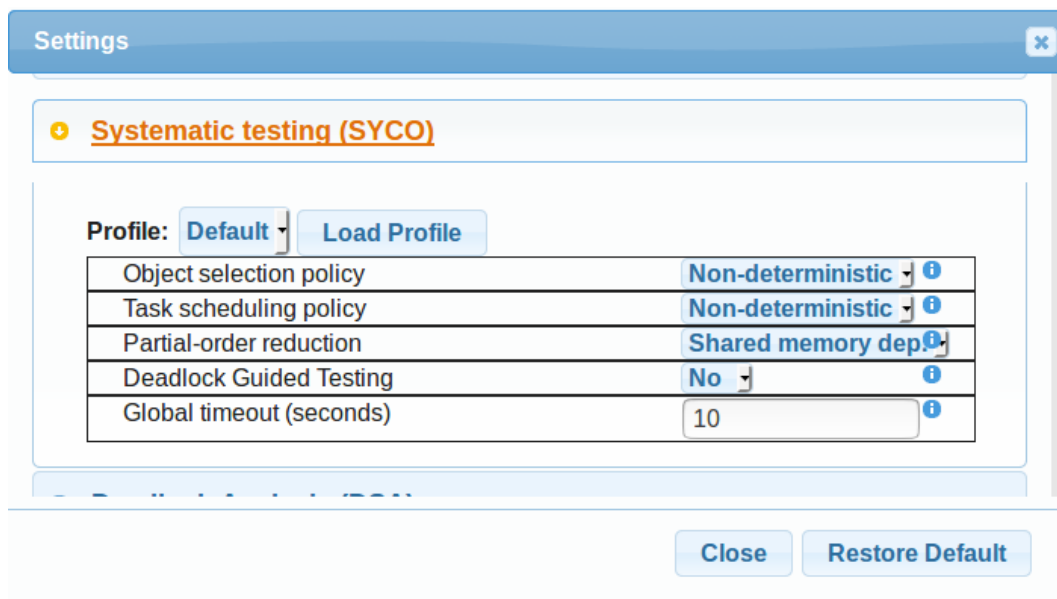 Settings
Systematic testing (SYCO)
Profile: Default Load Profile
Object selection policy Non-deterministic
Task scheduling policy Non-deterministic
Partial-order reduction Shared memory dep.
Deadlock Guided Testing No
Global timeout (seconds) 10
Close Restore Default